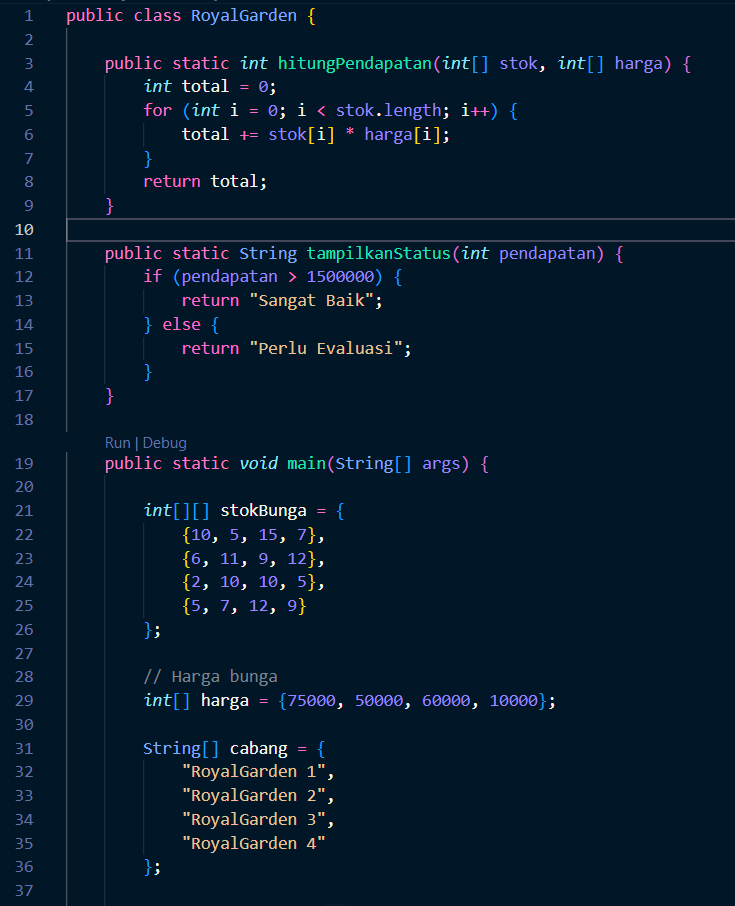 1 public class RoyalGarden {
2
3 public static int hitungPendapatan(int[] stok, int[] harga) {
4 int total = 0;
5 for (int i = 0; i < stok.length; i++) {
6 total += stok[i] * harga[i];
7 }
8 return total;
9 }
10
11 public static String tampilkanStatus(int pendapatan) {
12 if (pendapatan > 1500000) {
13 return "Sangat Baik";
14 } else {
15 return "Perlu Evaluasi";
16 }
17 }
18
Run | Debug
19 public static void main(String[] args) {
20
21 int[][] stokBunga = {
22 {10, 5, 15, 7},
23 {6, 11, 9, 12},
24 {2, 10, 10, 5},
25 {5, 7, 12, 9}
26 };
27
28 // Harga bunga
29 int[] harga = {75000, 50000, 60000, 10000};
30
31 String[] cabang = {
32 "RoyalGarden 1",
33 "RoyalGarden 2",
34 "RoyalGarden 3",
35 "RoyalGarden 4"
36 };
37